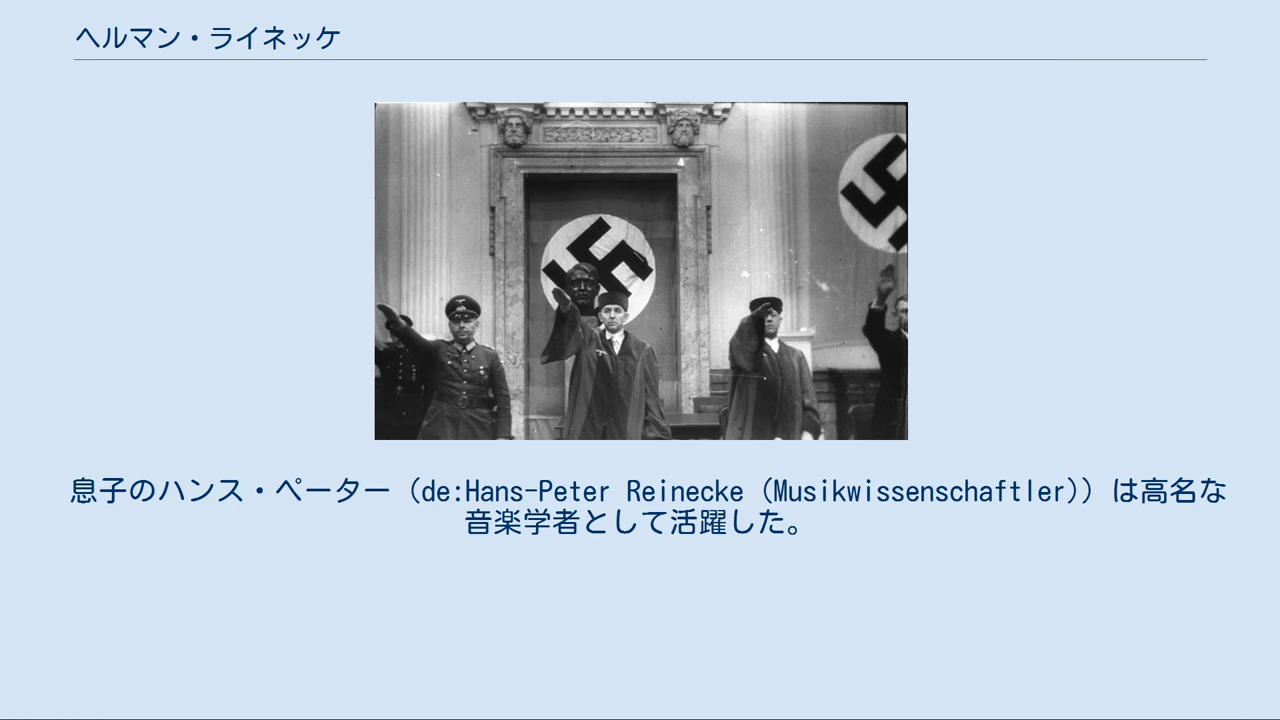 ヘルマン・ライネッケ
息子のハンス・ペーター（de:Hans-Peter Reinecke (Musikwissenschaftler)）は高名な
音楽学者として活躍した。